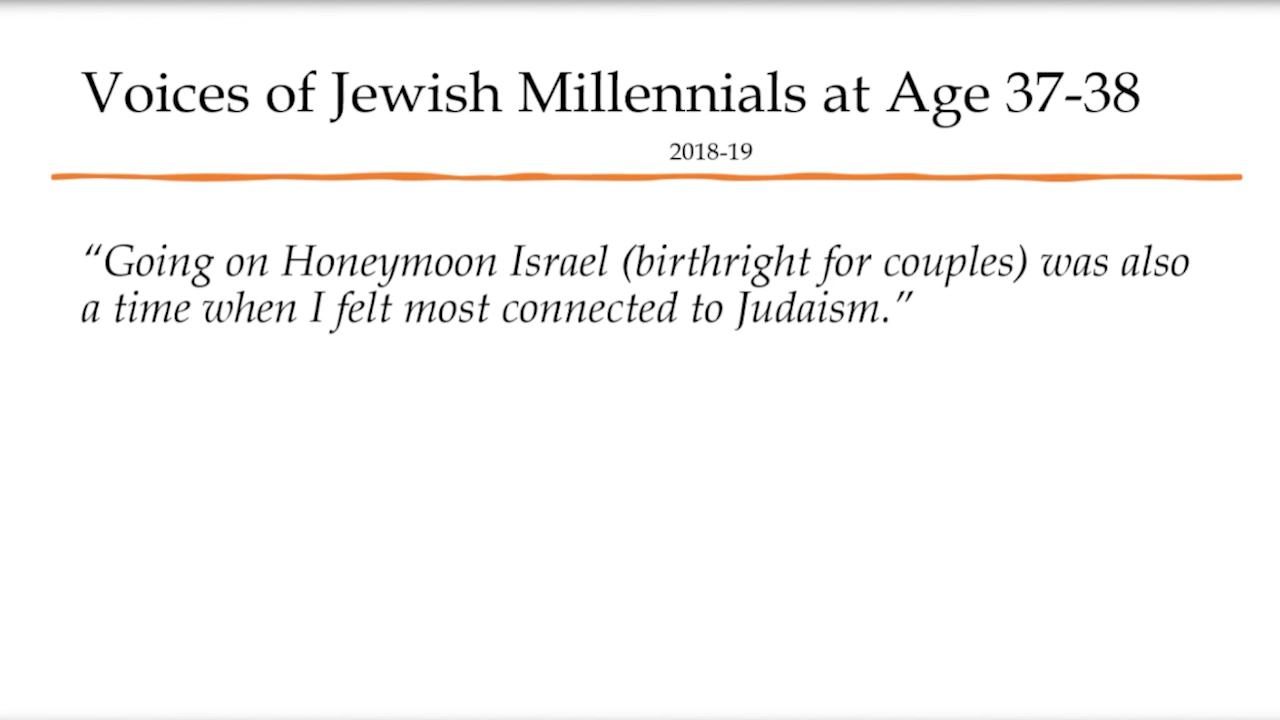 Voices of Jewish Millennials at Age 37-38
2018-19
“Going on Honeymoon Israel (birthright for couples) was also
a time when I felt most connected to Judaism.”